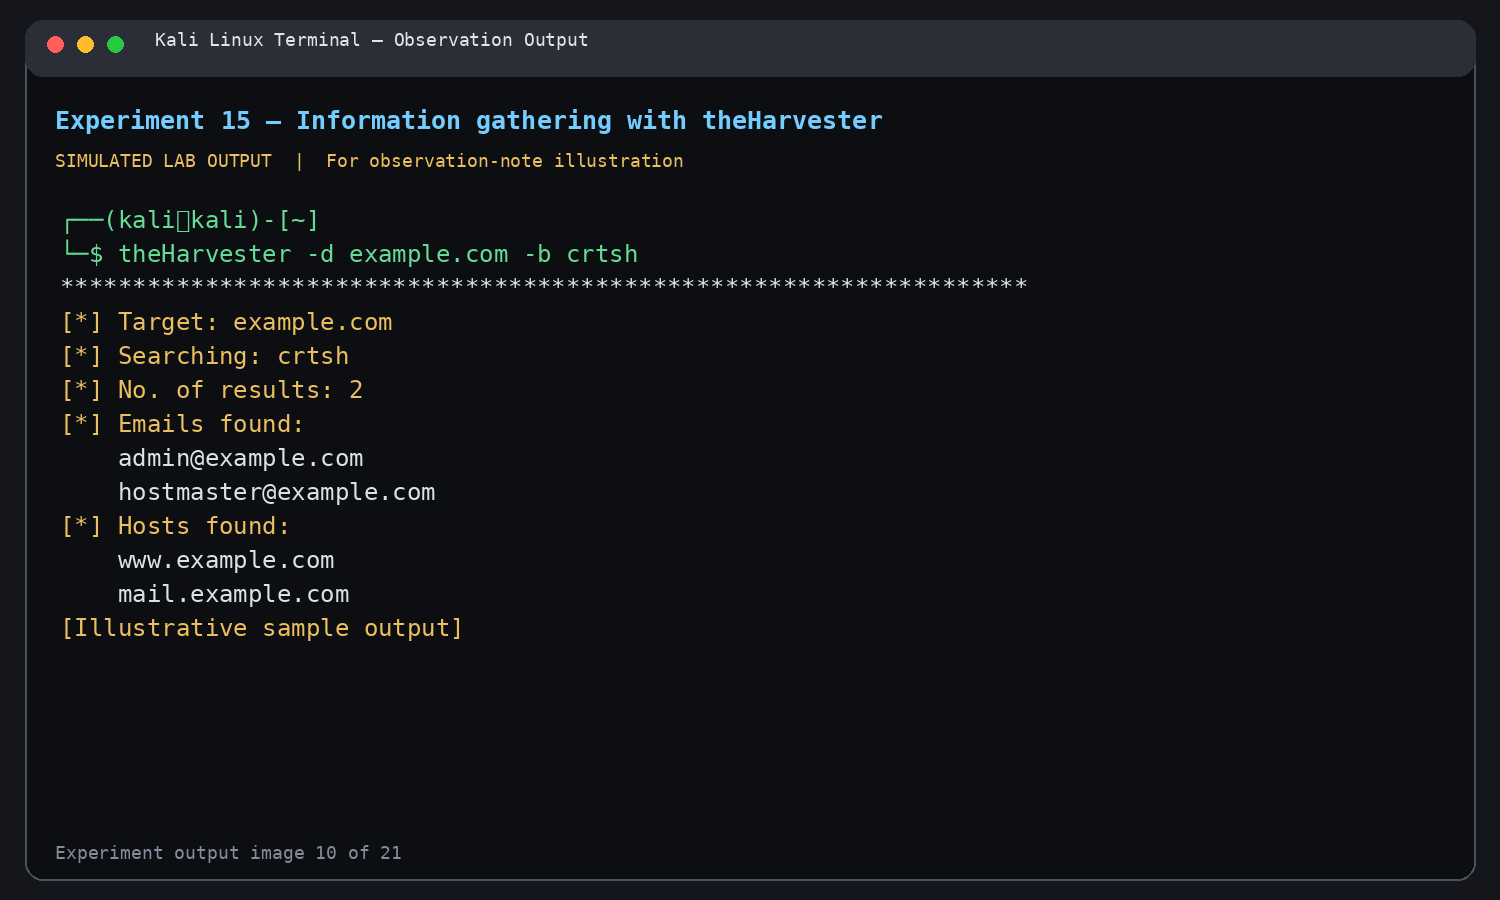 Kali Linux Terminal — Observation Output
Experiment 15 — Information gathering with theHarvester
SIMULATED LAB OUTPUT | For observation-note illustration
┌──(kali㉿kali)-[~]
└─$ theHarvester -d example.com -b crtsh
*******************************************************************
[*] Target: example.com
[*] Searching: crtsh
[*] No. of results: 2
[*] Emails found:
admin@example.com
hostmaster@example.com
[*] Hosts found:
www.example.com
mail.example.com
[Illustrative sample output]
Experiment output image 10 of 21